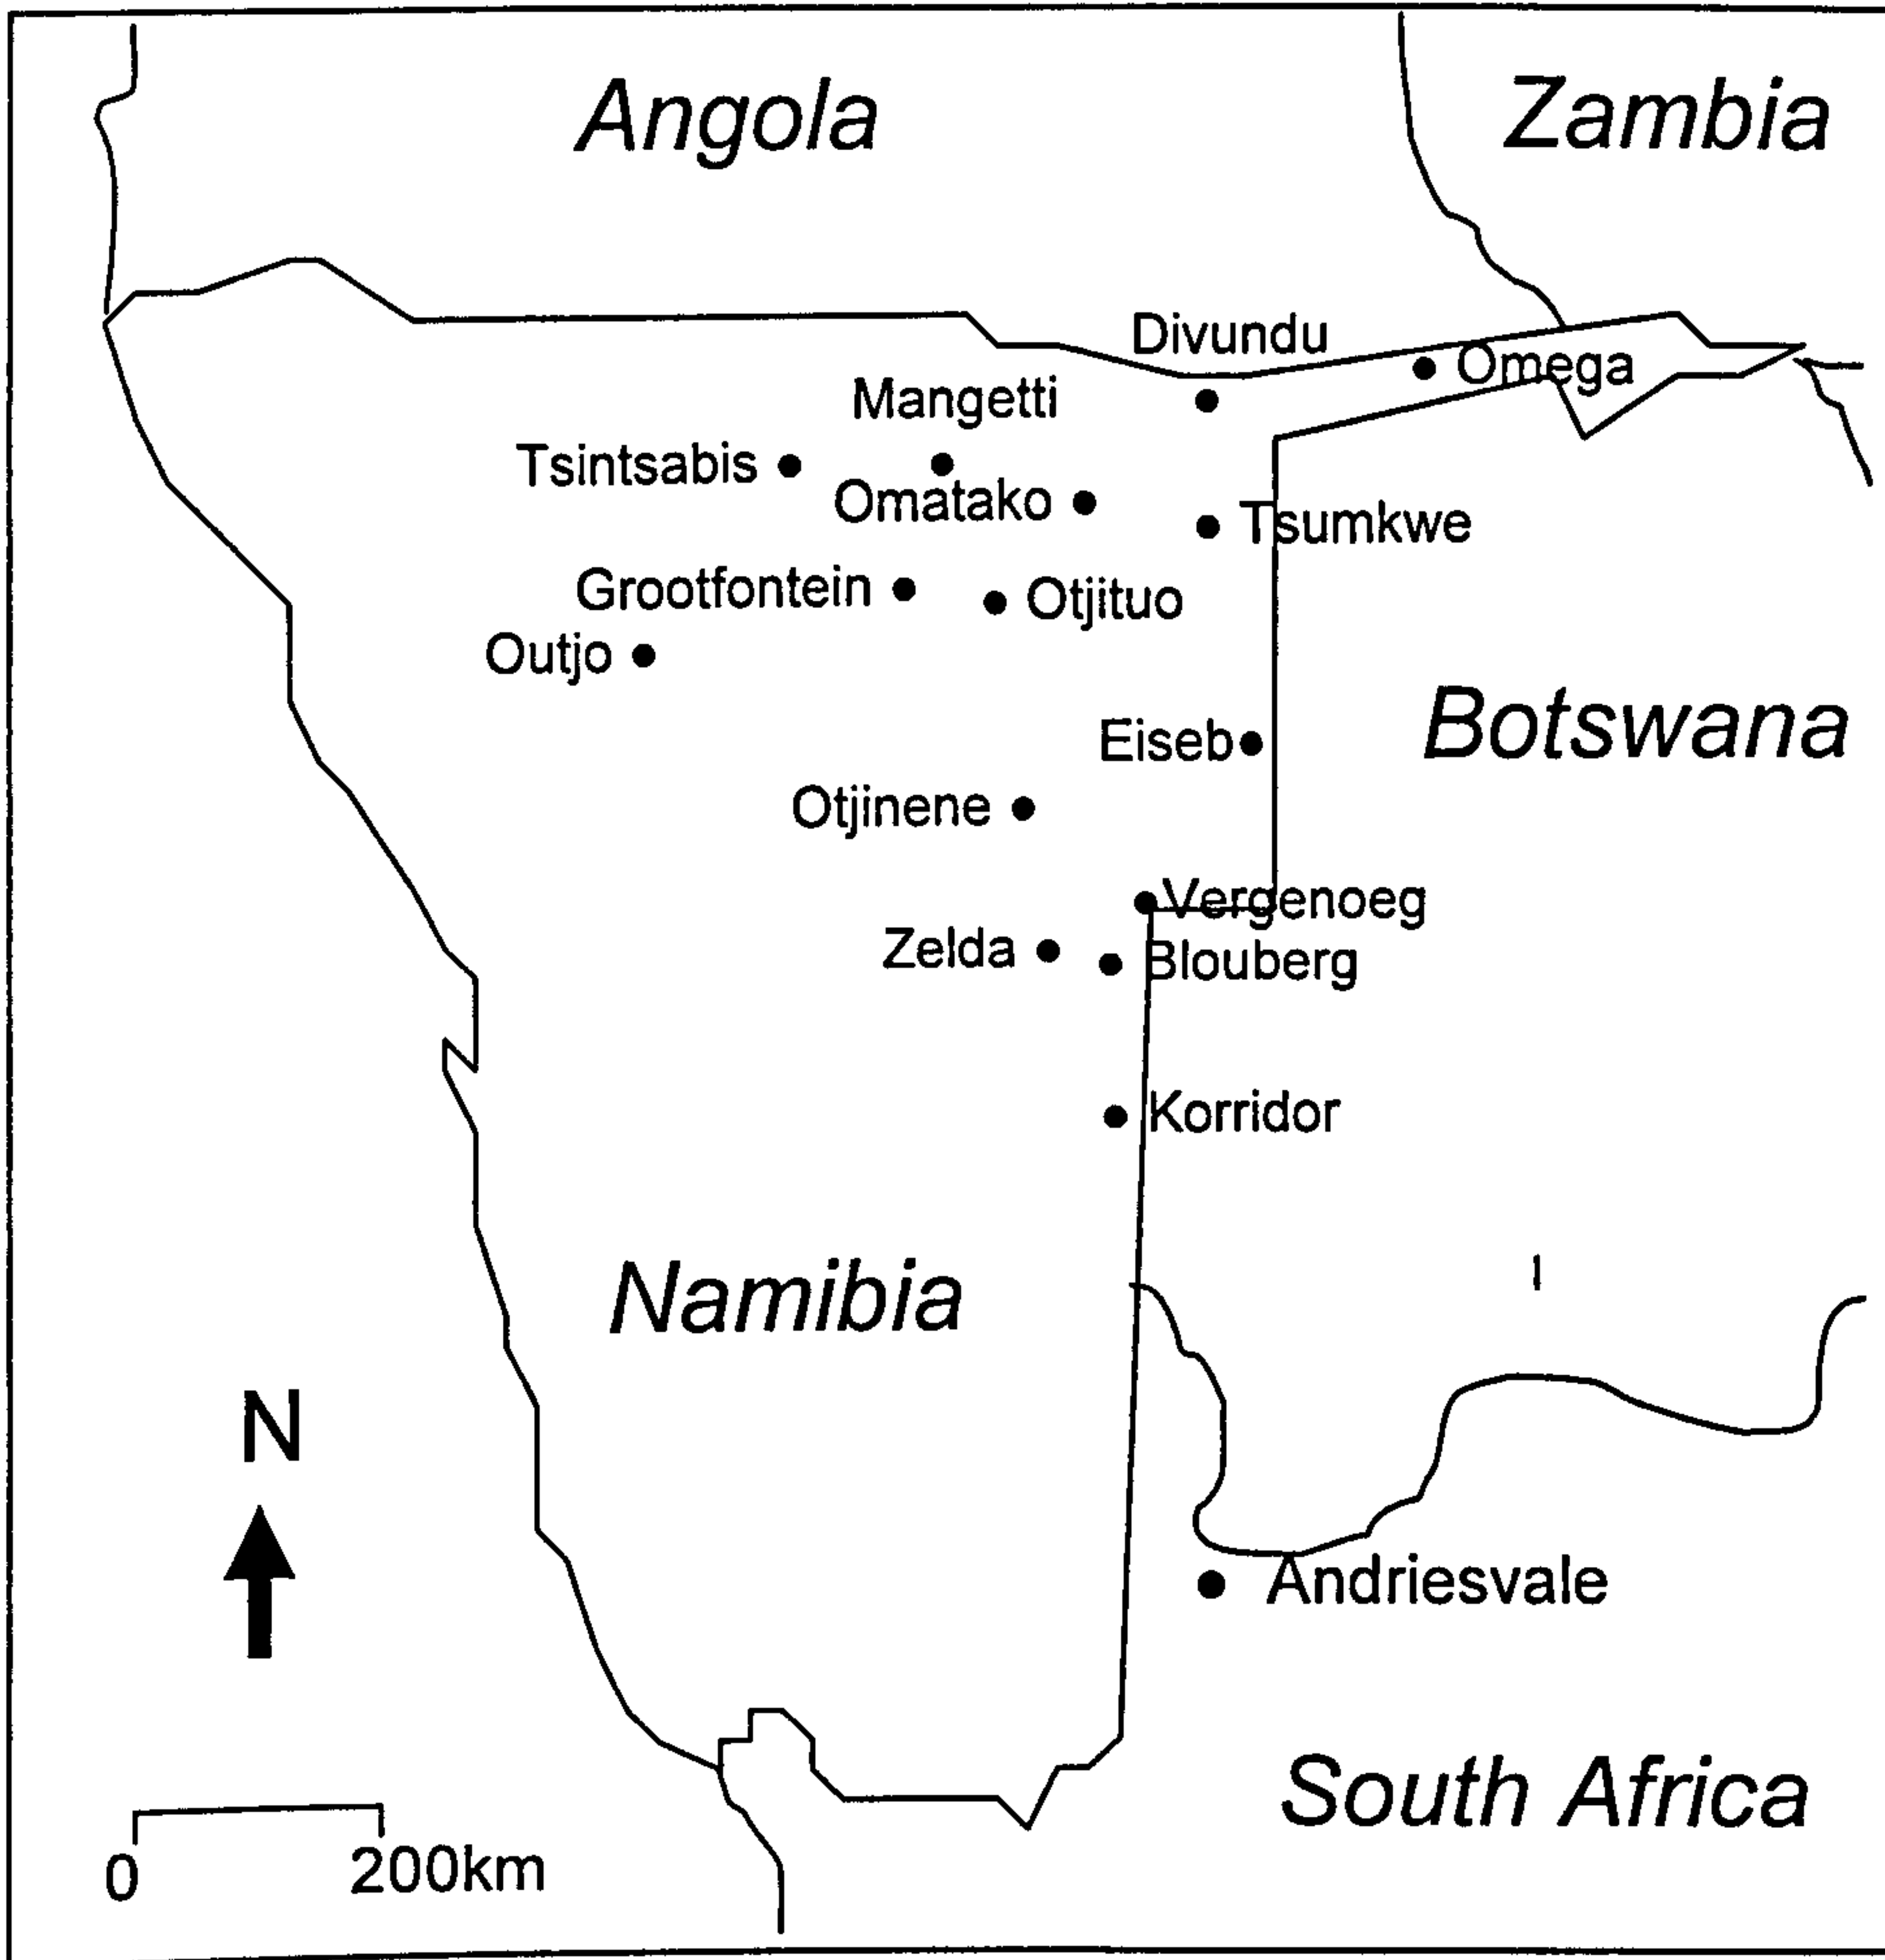 Angola
Zambia
Divundu
Omega
Mangetti
Tsintsabis
Omatako
Tsumkwe
Grootfontein
Otjituo
Outjo
Botswana
Eiseb
Otjinene
Vergenoeg
Zelda
Blouberg
Korridor
Namibia
N
Andriesvale
South Africa
0
200km